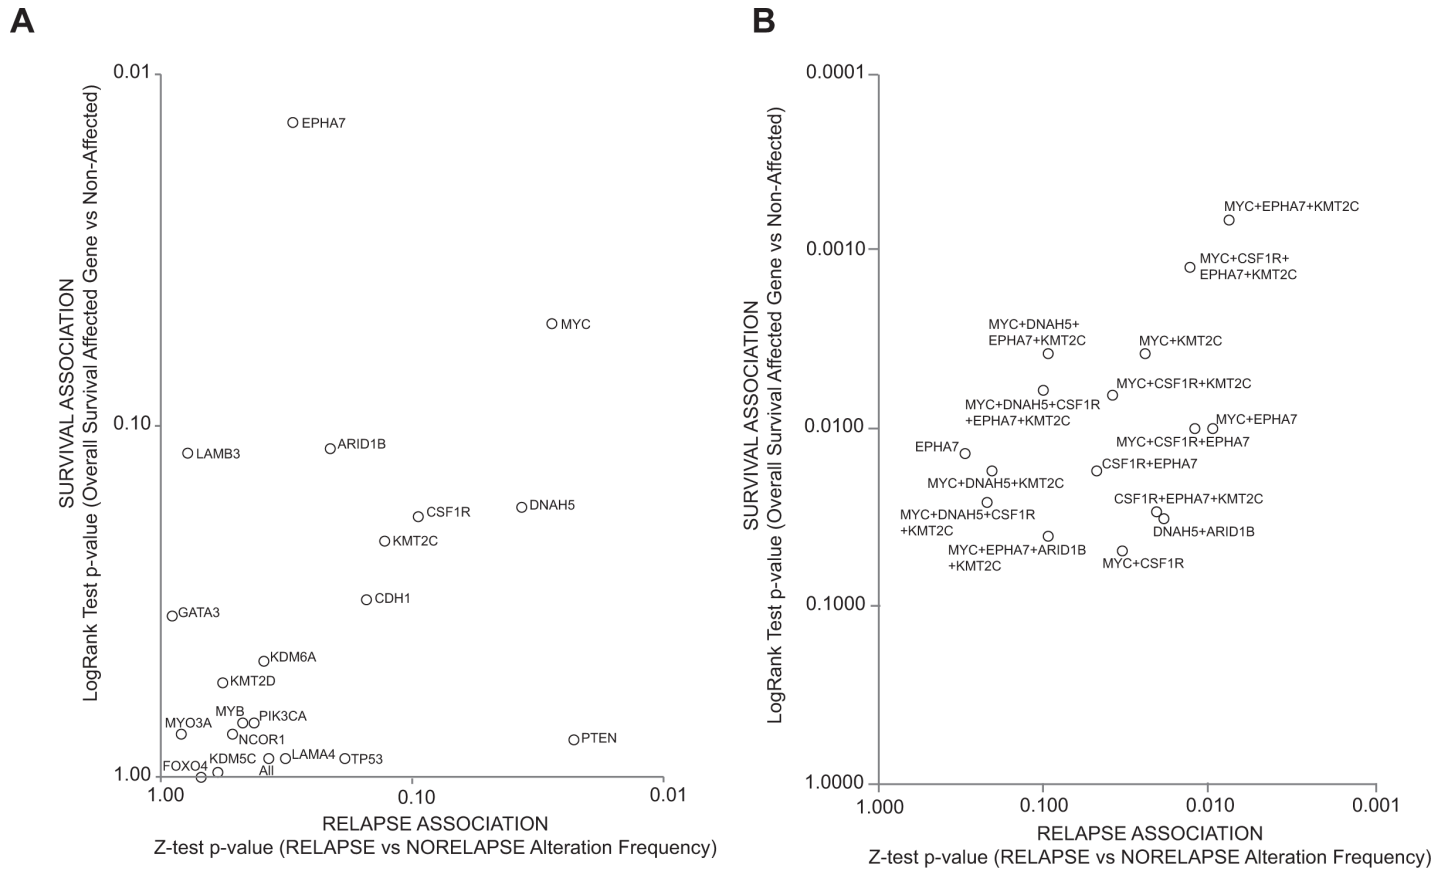 A
0.01
0.10
1.00
SURVIVAL ASSOCIATION
LogRank Test p-value (Overall Survival Affected Gene vs Non-Affected)
EPHA7
MYC
LAMB3
ARID1B
DNAH5
CSF1R
KMT2C
CDH1
GATA3
KDM6A
KMT2D
MYB
PIK3CA
MYO3A
NCOR1
PTEN
FOXO4
KDM5C
All
LAMA4
TP53
1.00
0.10
0.01
RELAPSE ASSOCIATION
Z-test p-value (RELAPSE vs NORELAPSE Alteration Frequency)
B
0.0001
0.0010
0.0100
0.1000
1.0000
SURVIVAL ASSOCIATION
LogRank Test p-value (Overall Survival Affected Gene vs Non-Affected)
MYC+EPHA7+KMT2C
MYC+CSF1R+
EPHA7+KMT2C
MYC+DNAH5+
EPHA7+KMT2C
MYC+KMT2C
MYC+CSF1R+KMT2C
MYC+DNAH5+CSF1R
+EPHA7+KMT2C
MYC+EPHA7
MYC+CSF1R+EPHA7
EPHA7
CSF1R+EPHA7
MYC+DNAH5+KMT2C
CSF1R+EPHA7+KMT2C
MYC+DNAH5+CSF1R
+KMT2C
DNAH5+ARID1B
MYC+EPHA7+ARID1B
+KMT2C
MYC+CSF1R
1.000
0.100
0.010
0.001
RELAPSE ASSOCIATION
Z-test p-value (RELAPSE vs NORELAPSE Alteration Frequency)